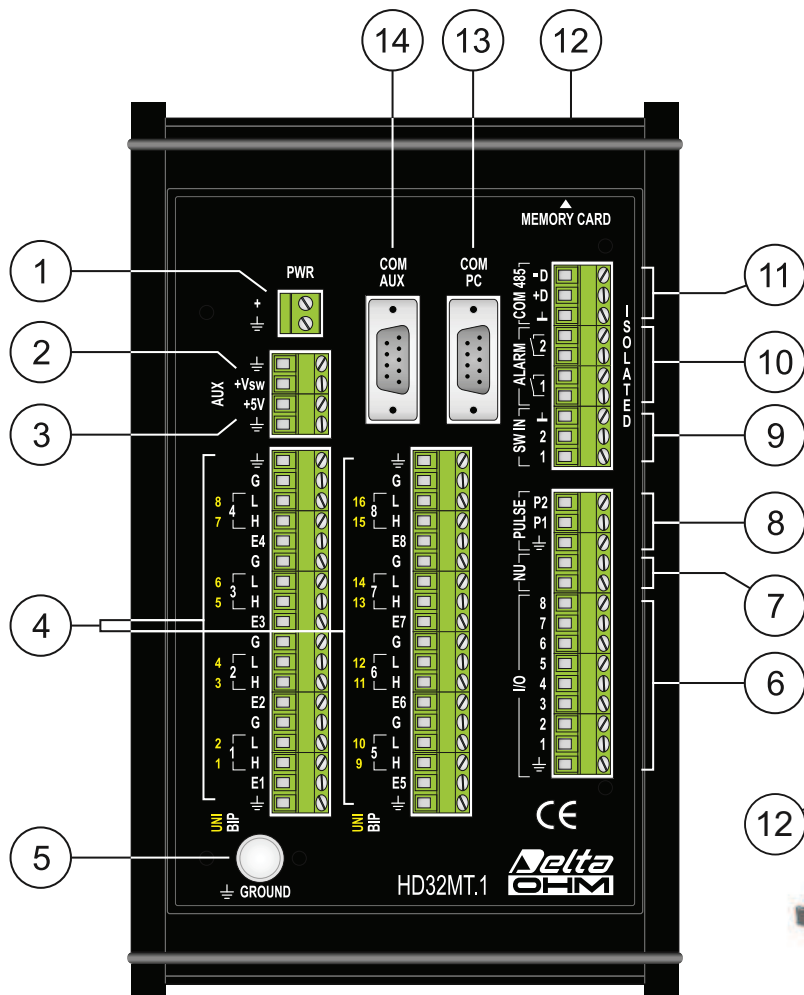 14
13
12
MEMORY CARD
1
PWR
+
COM
AUX
COM
PC
-D
+D
⊥
COM 485
11
2
AUX
+Vsw
+5V
3
ALARM
2
1
10
ISOLATED
SW IN
⊥
2
1
9
G
8 L
4
7 H
E4
G
6 L
3
5 H
E3
G
4 L
2
3 H
E2
G
2 L
1
1 H
E1
UNI
BIP
4
G
16 L
8
15 H
E8
G
14 L
7
13 H
E7
G
12 L
6
11 H
E6
G
10 L
5
9 H
E5
UNI
BIP
PULSE
P2
P1
8
NU
7
I/O
8
7
6
5
4
3
2
1
6
CE
12
5
GROUND
HD32MT.1
Delta
OHM